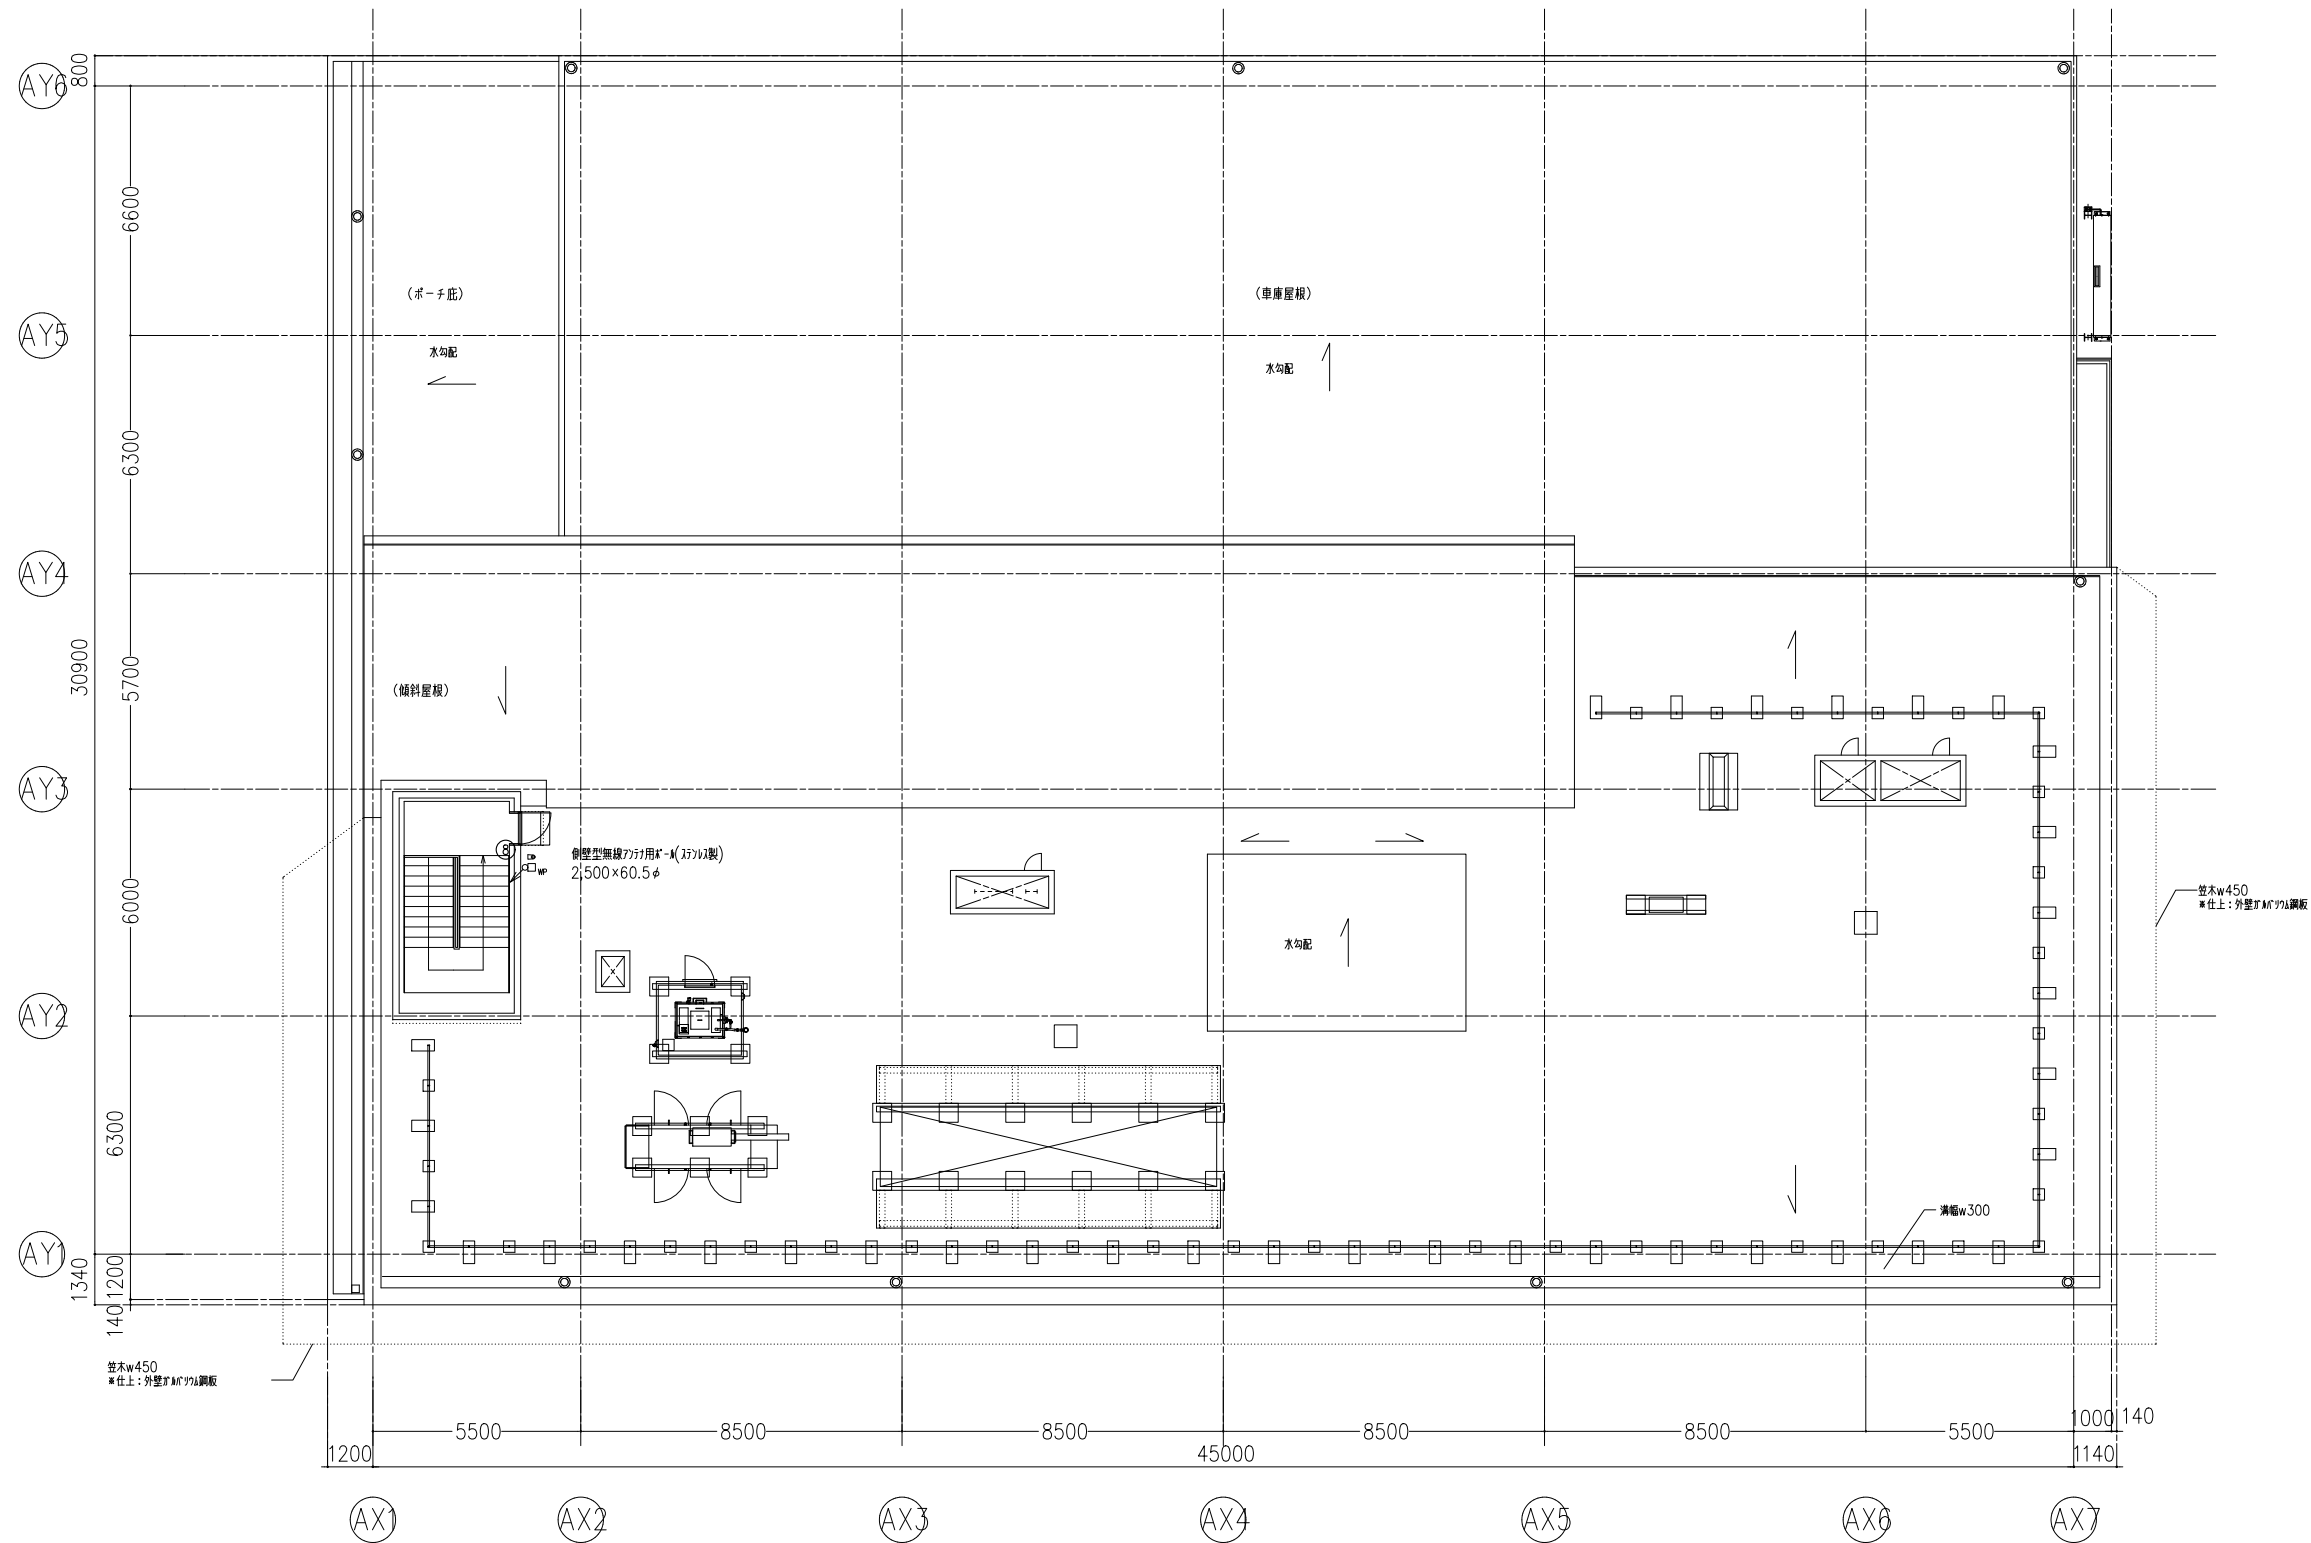 AY6
800
6600
(ポーチ庇)
(車庫屋根)
AY5
水勾配
水勾配
6300
AY4
30900
5700
(傾斜屋根)
AY3
8
WP
側壁型無線ｱﾝﾃﾅ用ﾎﾟｰﾙ(ｽﾃﾝﾚｽ製)
2,500×60.5φ
6000
笠木w450
※仕上：外壁ｶﾞﾙﾊﾞﾘｳﾑ鋼板
水勾配
AY2
6300
溝幅w300
AY1
1340
1200
140
笠木w450
※仕上：外壁ｶﾞﾙﾊﾞﾘｳﾑ鋼板
5500
8500
8500
8500
8500
5500
1000
140
1200
45000
1140
AX1
AX2
AX3
AX4
AX5
AX6
AX7